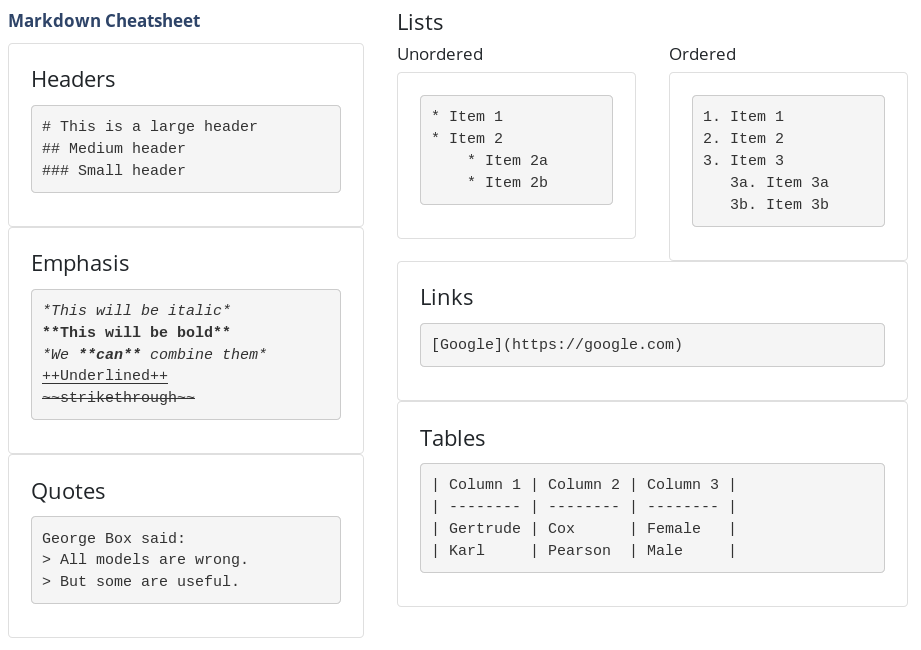 Markdown Cheatsheet
Headers
# This is a large header
## Medium header
### Small header
Emphasis
*This will be italic*
**This will be bold**
*We **can** combine them*
++Underlined++
~~strikethrough~~
Quotes
George Box said:
> All models are wrong.
> But some are useful.
Lists
Unordered
* Item 1
* Item 2
    * Item 2a
    * Item 2b
Ordered
1. Item 1
2. Item 2
3. Item 3
   3a. Item 3a
   3b. Item 3b
Links
[Google](https://google.com)
Tables
| Column 1 | Column 2 | Column 3 |
| -------- | -------- | -------- |
| Gertrude | Cox      | Female   |
| Karl     | Pearson  | Male     |